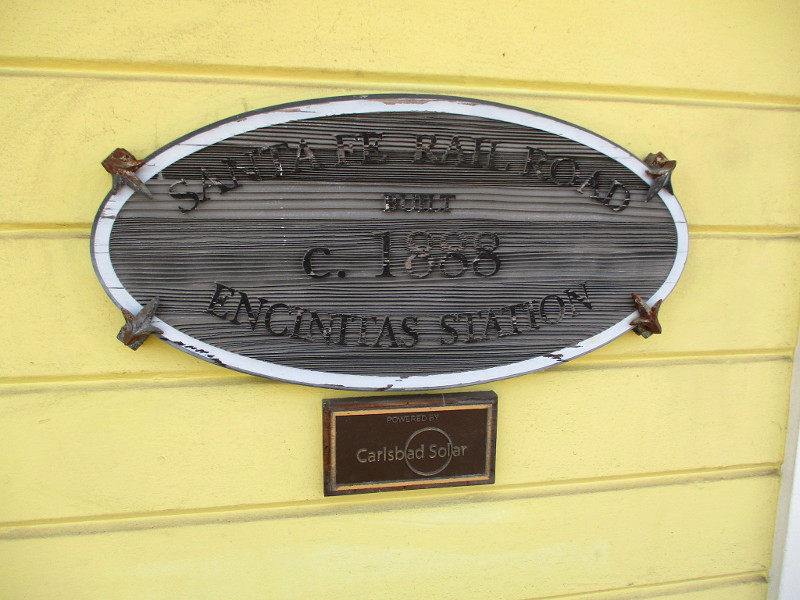 SANTA FE RAIL ROAD
BUILT
c. 1888
ENCINITAS STATION
POWERED BY
Carlsbad Solar